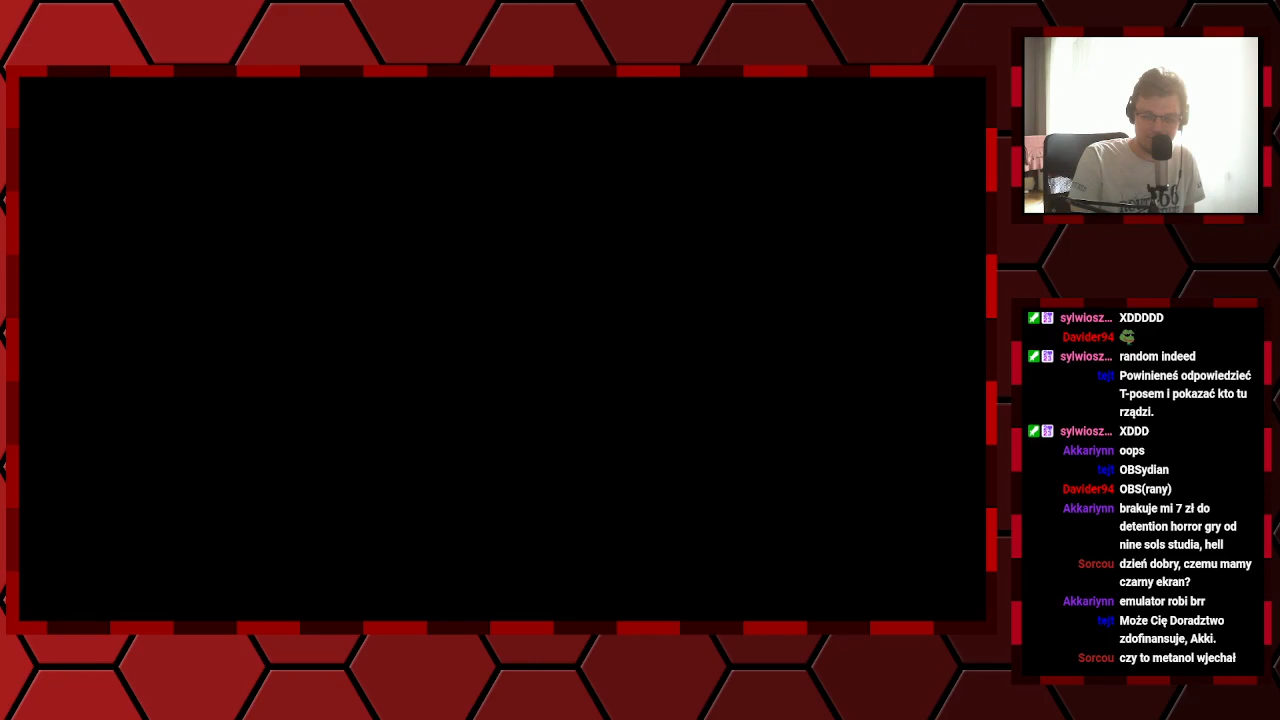 sylwiosz... XDDDDD
Davider94
sylwiosz... random indeed
tejt Powinieneś odpowiedzieć
T-posem i pokazać kto tu
rządzi.
sylwiosz... XDDD
Akkariynn oops
tejt OBSydian
Davider94 OBS(rany)
Akkariynn brakuje mi 7 zł do
detention horror gry od
nine sols studia, hell
Sorcou dzień dobry, czemu mamy
czarny ekran?
Akkariynn emulator robi brr
tejt Może Cię Doradztwo
zdofinansuje, Akki.
Sorcou czy to metanol wjechał